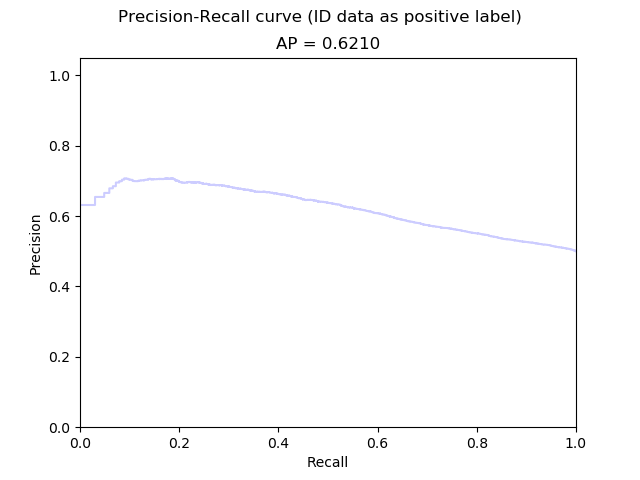 Precision-Recall curve (ID data as positive label)
AP = 0.6210
1.0
0.8
0.6
0.4
0.2
0.0
Precision
0.0 0.2 0.4 0.6 0.8 1.0
Recall